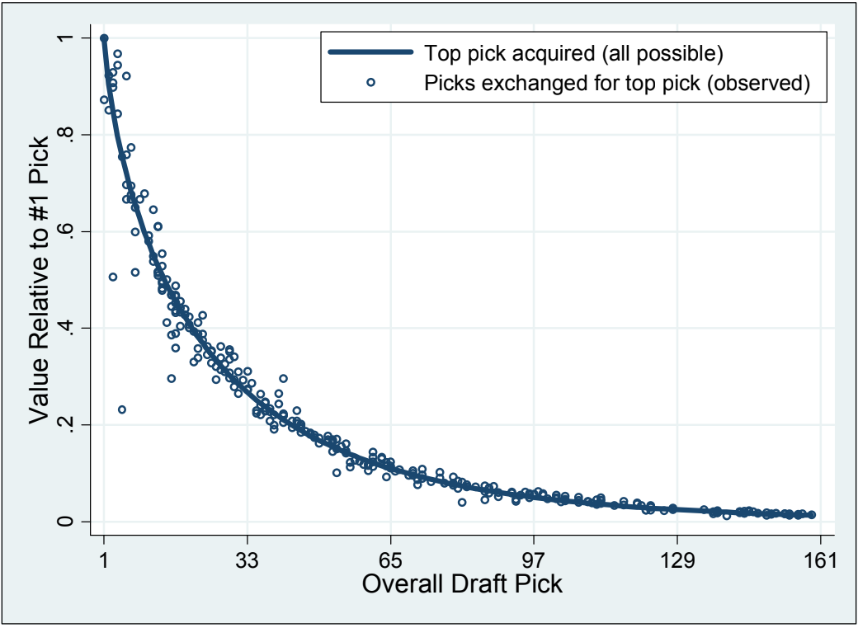 Top pick acquired (all possible)
Picks exchanged for top pick (observed)
Value Relative to #1 Pick
1
.8
.6
.4
.2
0
1 33 65 97 129 161
Overall Draft Pick